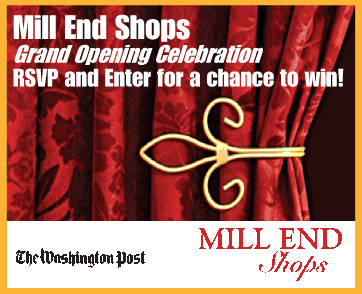 Mill End Shops
Grand Opening Celebration
RSVP and Enter for a chance to win!
The Washington Post
MILL END
Shops